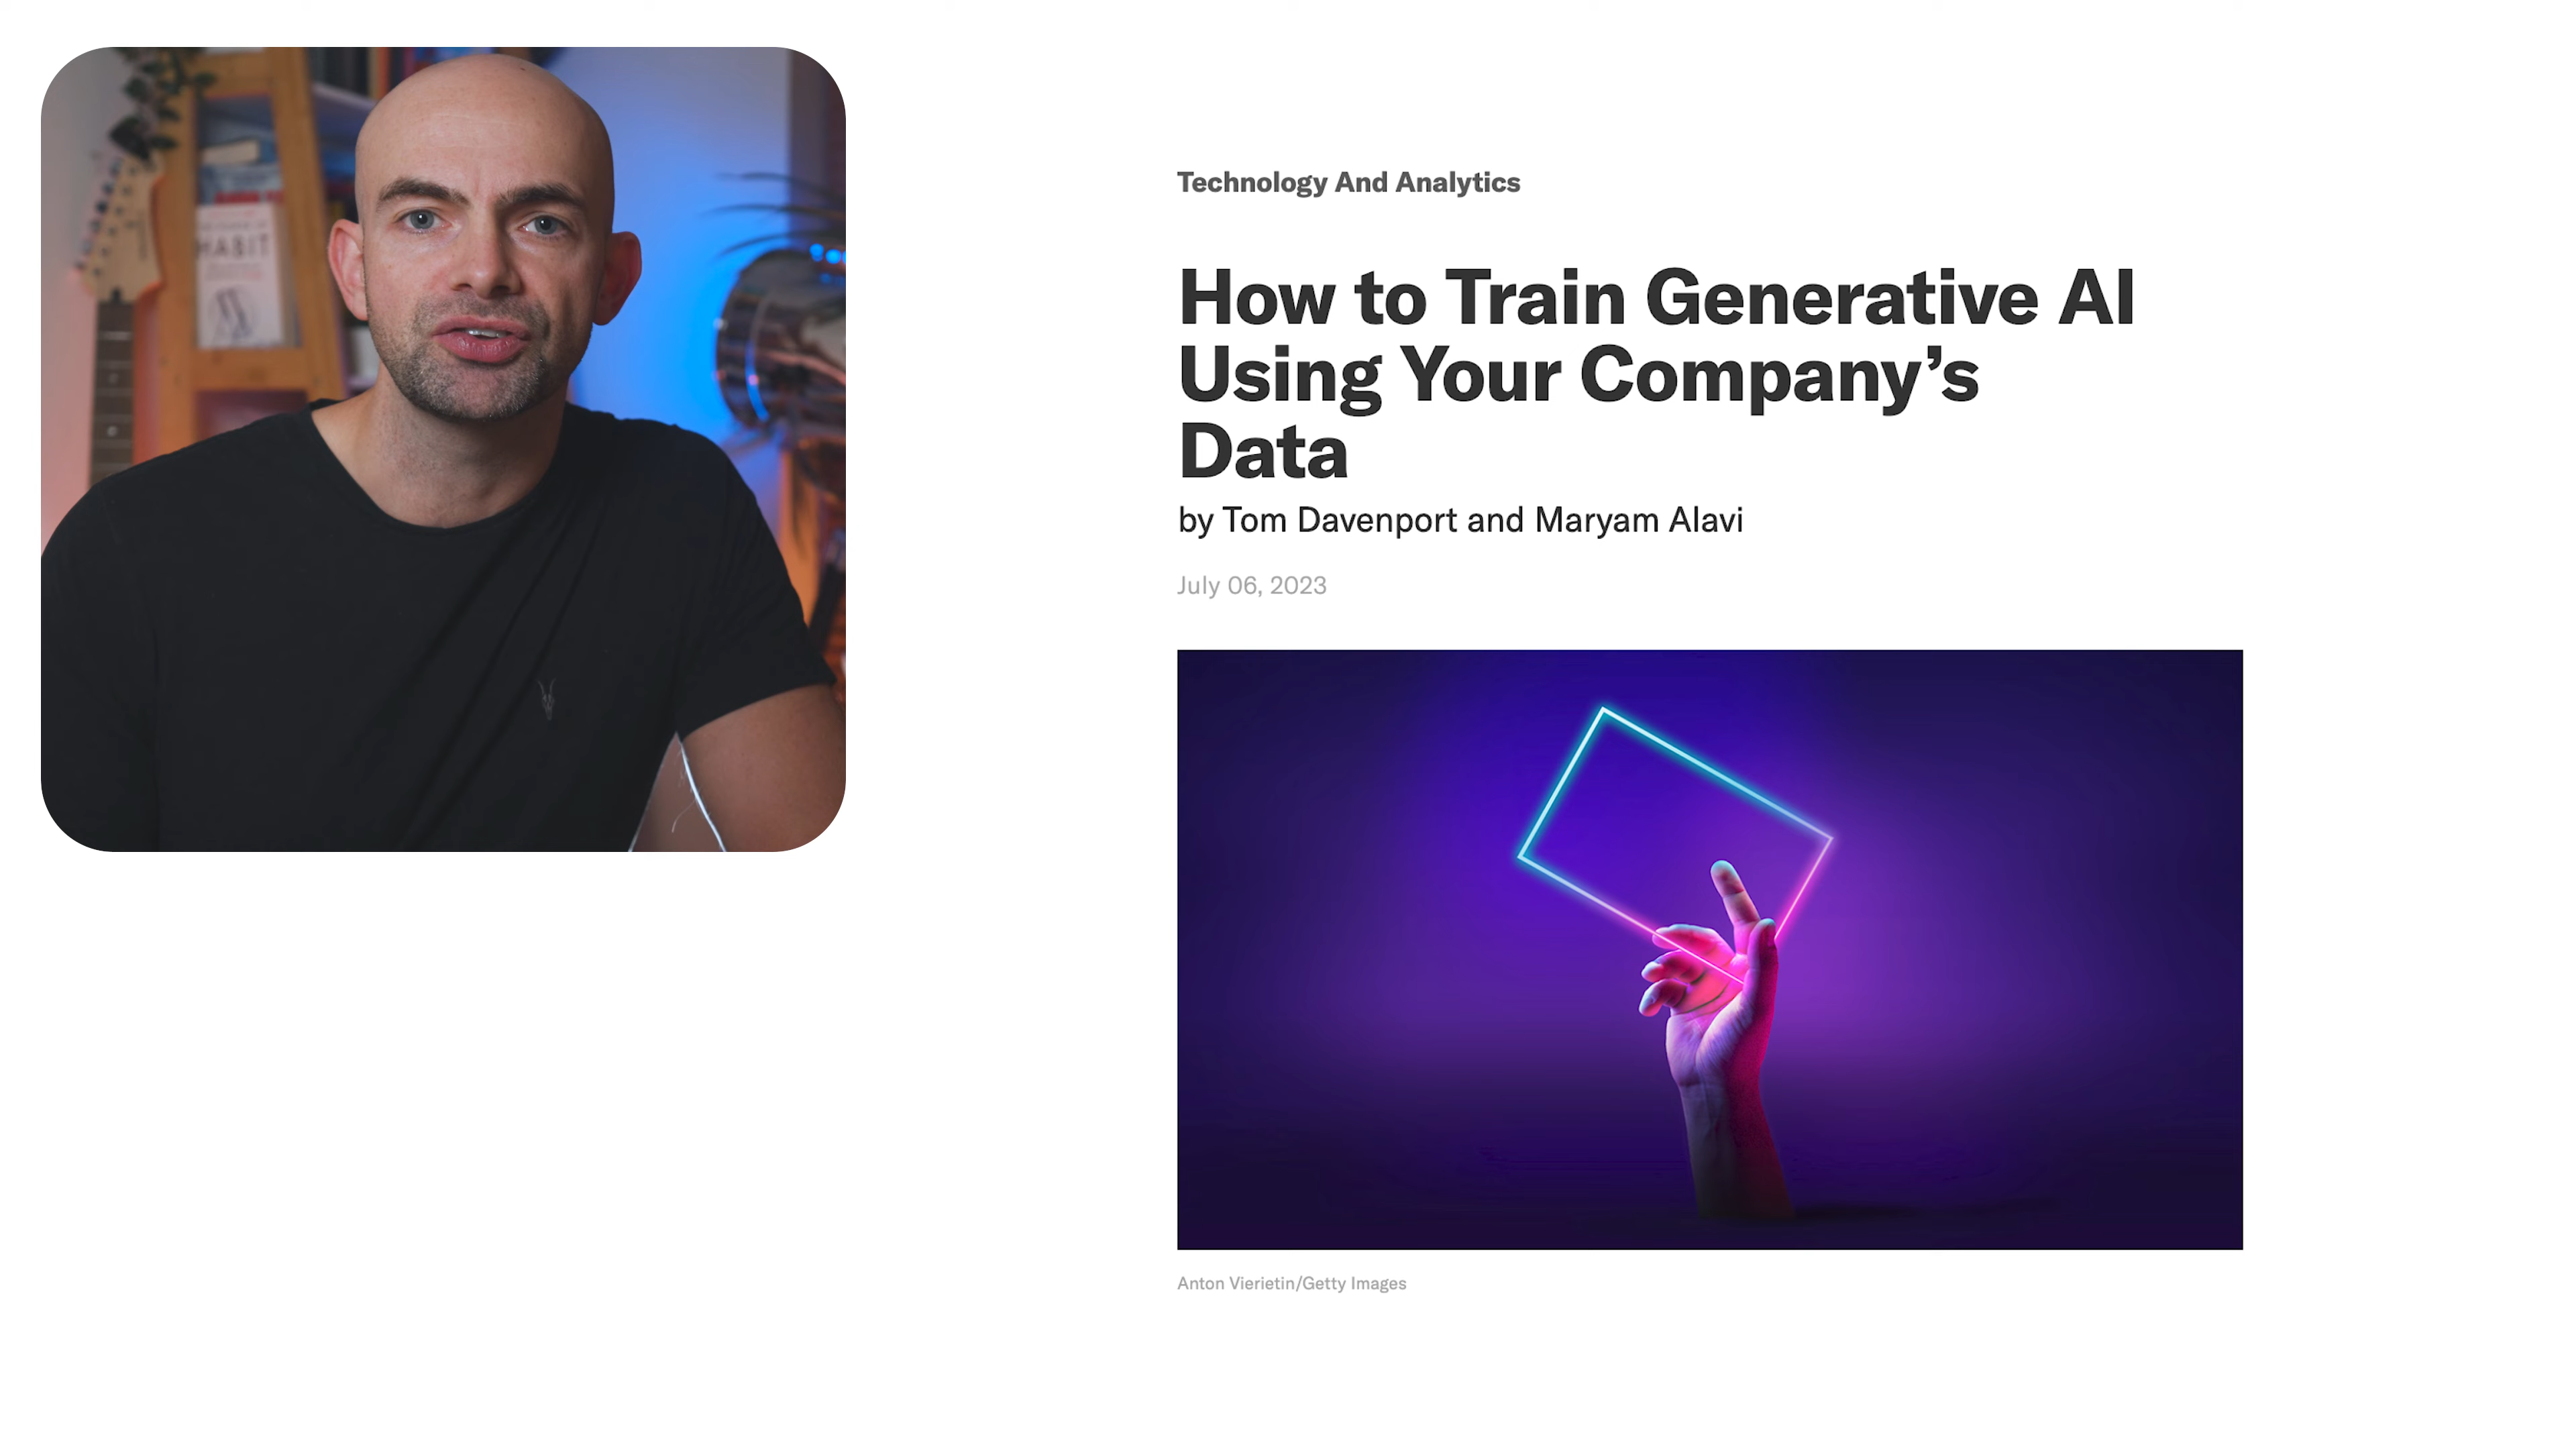 HABIT
Technology And Analytics
How to Train Generative AI
Using Your Company’s
Data
by Tom Davenport and Maryam Alavi
July 06, 2023
Anton Vierietin/Getty Images